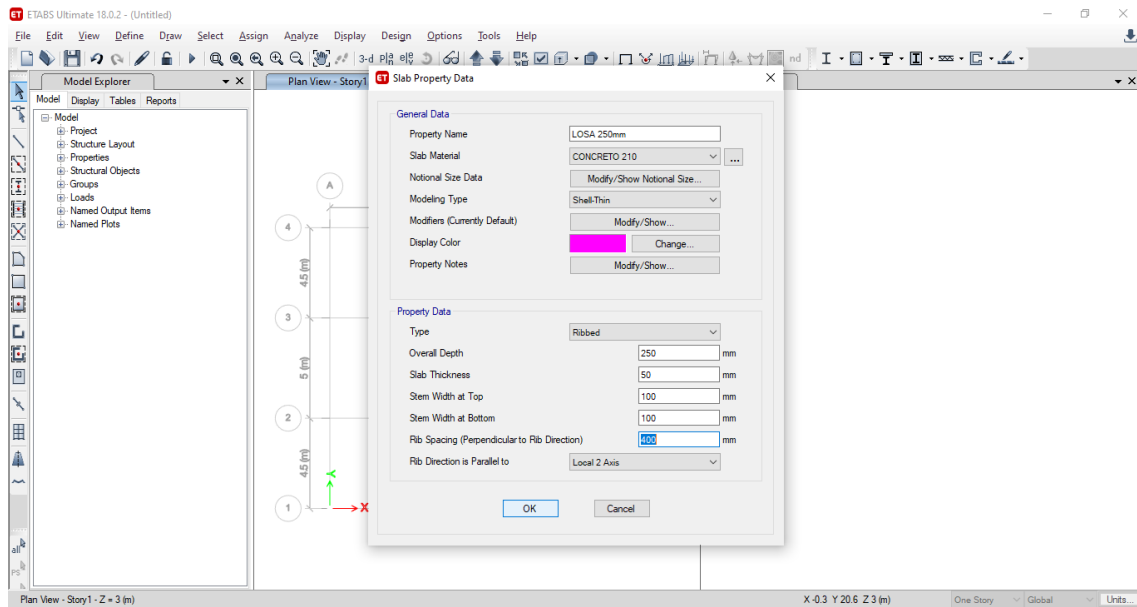 ET ETABS Ultimate 18.0.2 - (Untitled)
File Edit View Define Draw Select Assign Analyze Display Design Options Tools Help
3-d nd
Model Explorer
Plan View - Story1
Model Display Tables Reports
Model
Project
Structure Layout
Properties
Structural Objects
Groups
Loads
Named Output Items
Named Plots
all
PS
A
4
4.5 (m)
3
5 (m)
2
4.5 (m)
1
Y
X
ET Slab Property Data
General Data
Property Name LOSA 250mm
Slab Material CONCRETO 210 ...
Notional Size Data Modify/Show Notional Size...
Modeling Type Shell-Thin
Modifiers (Currently Default) Modify/Show...
Display Color Change...
Property Notes Modify/Show...
Property Data
Type Ribbed
Overall Depth 250 mm
Slab Thickness 50 mm
Stem Width at Top 100 mm
Stem Width at Bottom 100 mm
Rib Spacing (Perpendicular to Rib Direction) 400 mm
Rib Direction is Parallel to Local 2 Axis
OK Cancel
Plan View - Story1 - Z = 3 (m) X -0.3 Y 20.6 Z 3 (m) One Story Global Units...